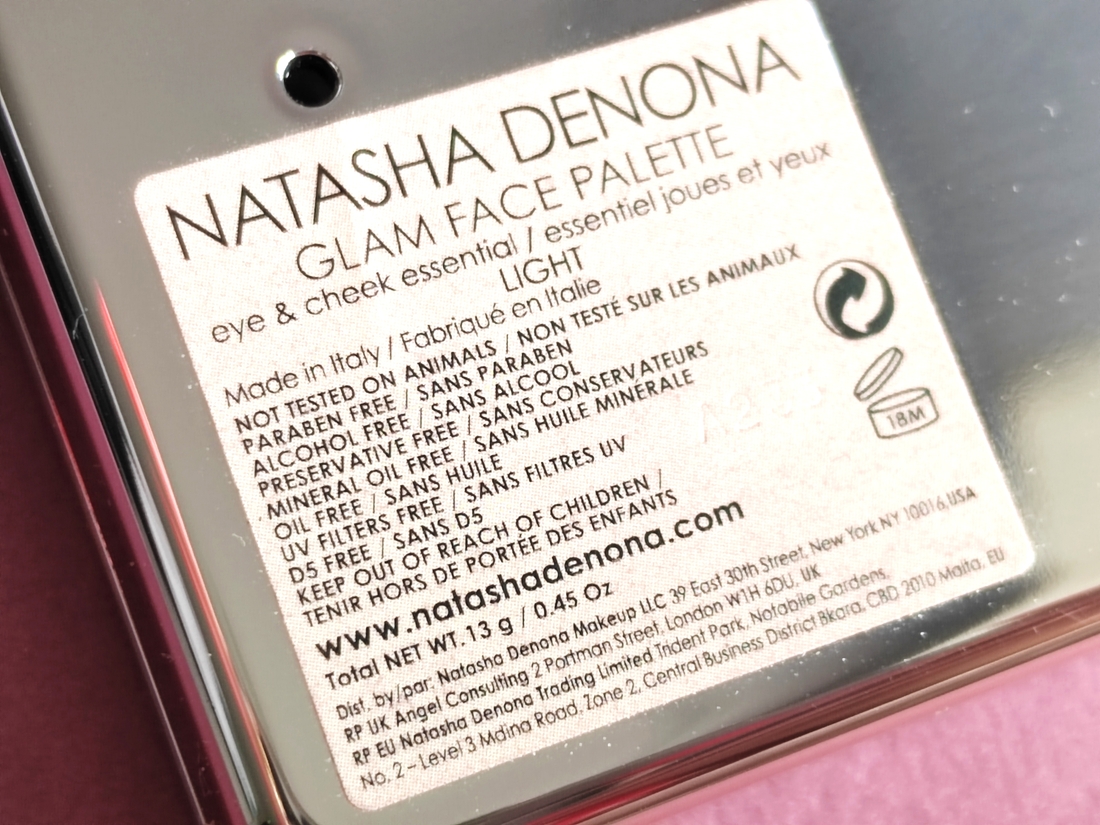 NATASHA DENONA
GLAM FACE PALETTE
eye & cheek essential / essentiel joues et yeux
LIGHT
Made in Italy / Fabriqué en Italie
NOT TESTED ON ANIMALS / NON TESTÉ SUR LES ANIMAUX
PARABEN FREE / SANS PARABEN
ALCOHOL FREE / SANS ALCOOL
PRESERVATIVE FREE / SANS CONSERVATEURS
MINERAL OIL FREE / SANS HUILE MINÉRALE
OIL FREE / SANS HUILE
UV FILTERS FREE / SANS FILTRES UV
D5 FREE / SANS D5
KEEP OUT OF REACH OF CHILDREN /
TENIR HORS DE PORTÉE DES ENFANTS
www.natashadenona.com
Total NET WT. 13 g / 0.45 Oz
Dist. by/par: Natasha Denona Makeup LLC 39 East 30th Street, New York NY 10016, USA
RP UK Angel Consulting 2 Portman Street, London W1H 6DU, UK
RP EU Natasha Denona Trading Limited Trident Park, Notabile Gardens,
No. 2 - Level 3 Mdina Road, Zone 2, Central Business District Bkara, CBD 2010 Malta, EU
18M